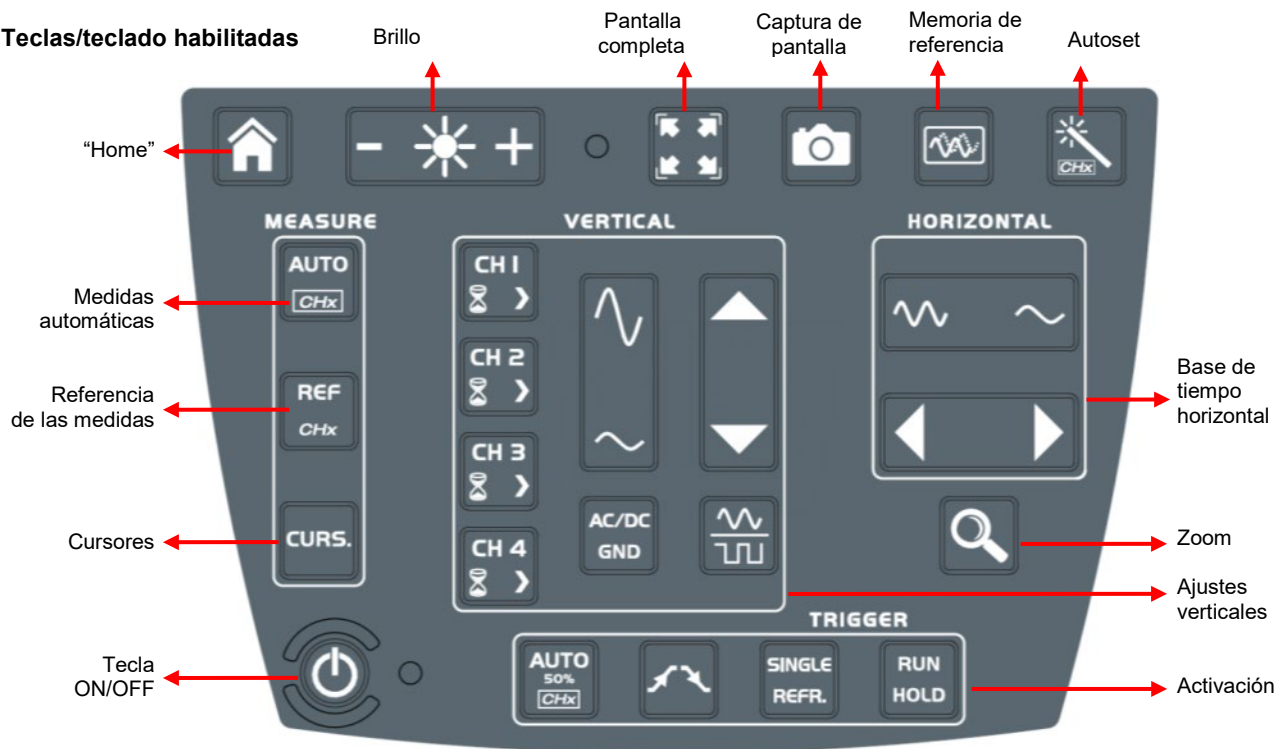 Teclas/teclado habilitadas
Brillo
Pantalla
completa
Captura de
pantalla
Memoria de
referencia
Autoset
“Home”
CHx
MEASURE
VERTICAL
HORIZONTAL
AUTO
CHx
Medidas
automáticas
REF
CHx
Referencia
de las medidas
CURS.
Cursores
CH 1
CH 2
CH 3
CH 4
AC/DC
GND
Base de
tiempo
horizontal
Zoom
Ajustes
verticales
TRIGGER
Tecla
ON/OFF
AUTO
50%
CHx
SINGLE
REFR.
RUN
HOLD
Activación